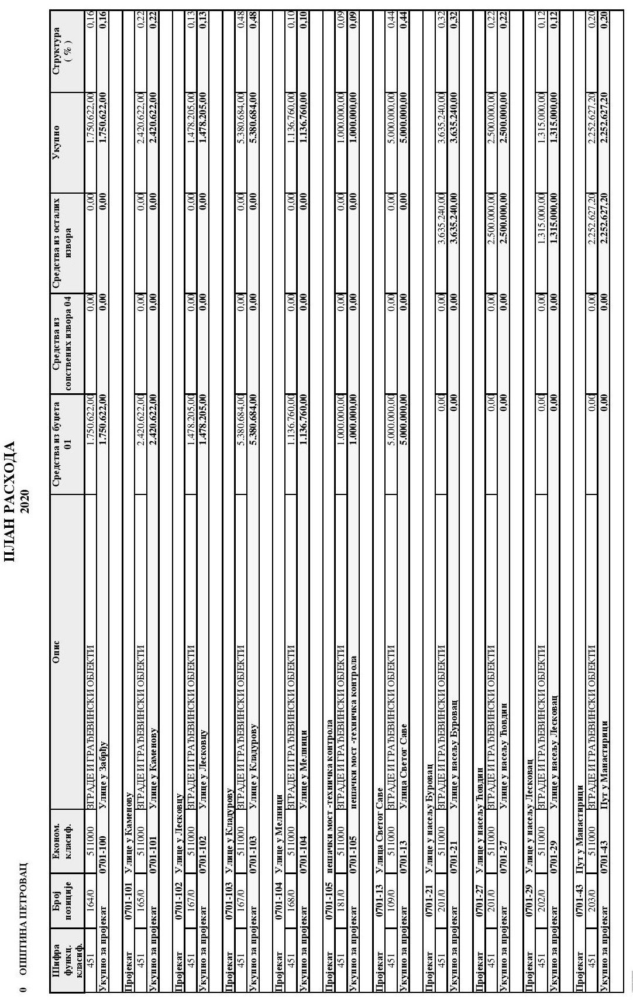 ПЛАН РАСХОДА
2020
0 ОПШТИНА ПЕТРОВАЦ
Шифра функц. класиф. Број позиције Економ. класиф. Опис Средства из буџета 01 Средства из сопствених извора 04 Средства из осталих извора Укупно Структура ( % )
451 164/0 511000 ЗГРАДЕ И ГРАЂЕВИНСКИ ОБЈЕКТИ 1.750.622,00 0,00 0,00 1.750.622,00 0,16
Укупно за пројекат 0701-100 Улице у Забрђу 1.750.622,00 0,00 0,00 1.750.622,00 0,16
Пројекат 0701-101 Улице у Каменову
451 165/0 511000 ЗГРАДЕ И ГРАЂЕВИНСКИ ОБЈЕКТИ 2.420.622,00 0,00 0,00 2.420.622,00 0,22
Укупно за пројекат 0701-101 Улице у Каменову 2.420.622,00 0,00 0,00 2.420.622,00 0,22
Пројекат 0701-102 Улице у Лесковцу
451 167/0 511000 ЗГРАДЕ И ГРАЂЕВИНСКИ ОБЈЕКТИ 1.478.205,00 0,00 0,00 1.478.205,00 0,13
Укупно за пројекат 0701-102 Улице у Лесковцу 1.478.205,00 0,00 0,00 1.478.205,00 0,13
Пројекат 0701-103 Улице у Кладурову
451 167/0 511000 ЗГРАДЕ И ГРАЂЕВИНСКИ ОБЈЕКТИ 5.380.684,00 0,00 0,00 5.380.684,00 0,48
Укупно за пројекат 0701-103 Улице у Кладурову 5.380.684,00 0,00 0,00 5.380.684,00 0,48
Пројекат 0701-104 Улице у Мелници
451 168/0 511000 ЗГРАДЕ И ГРАЂЕВИНСКИ ОБЈЕКТИ 1.136.760,00 0,00 0,00 1.136.760,00 0,10
Укупно за пројекат 0701-104 Улице у Мелници 1.136.760,00 0,00 0,00 1.136.760,00 0,10
Пројекат 0701-105 пешачки мост -техничка контрола
451 181/0 511000 ЗГРАДЕ И ГРАЂЕВИНСКИ ОБЈЕКТИ 1.000.000,00 0,00 0,00 1.000.000,00 0,09
Укупно за пројекат 0701-105 пешачки мост -техничка контрола 1.000.000,00 0,00 0,00 1.000.000,00 0,09
Пројекат 0701-13 Улица Светог Саве
451 109/0 511000 ЗГРАДЕ И ГРАЂЕВИНСКИ ОБЈЕКТИ 5.000.000,00 0,00 0,00 5.000.000,00 0,44
Укупно за пројекат 0701-13 Улица Светог Саве 5.000.000,00 0,00 0,00 5.000.000,00 0,44
Пројекат 0701-21 Улице у насељу Буровац
451 201/0 511000 ЗГРАДЕ И ГРАЂЕВИНСКИ ОБЈЕКТИ 0,00 0,00 3.635.240,00 3.635.240,00 0,32
Укупно за пројекат 0701-21 Улице у насељу Буровац 0,00 0,00 3.635.240,00 3.635.240,00 0,32
Пројекат 0701-27 Улице у насељу Ћовдин
451 201/0 511000 ЗГРАДЕ И ГРАЂЕВИНСКИ ОБЈЕКТИ 0,00 0,00 2.500.000,00 2.500.000,00 0,22
Укупно за пројекат 0701-27 Улице у насељу Ћовдин 0,00 0,00 2.500.000,00 2.500.000,00 0,22
Пројекат 0701-29 Улице у насељу Лесковац
451 202/0 511000 ЗГРАДЕ И ГРАЂЕВИНСКИ ОБЈЕКТИ 0,00 0,00 1.315.000,00 1.315.000,00 0,12
Укупно за пројекат 0701-29 Улице у насељу Лесковац 0,00 0,00 1.315.000,00 1.315.000,00 0,12
Пројекат 0701-43 Пут у Манастирици
451 203/0 511000 ЗГРАДЕ И ГРАЂЕВИНСКИ ОБЈЕКТИ 0,00 0,00 2.252.627,20 2.252.627,20 0,20
Укупно за пројекат 0701-43 Пут у Манастирици 0,00 0,00 2.252.627,20 2.252.627,20 0,20